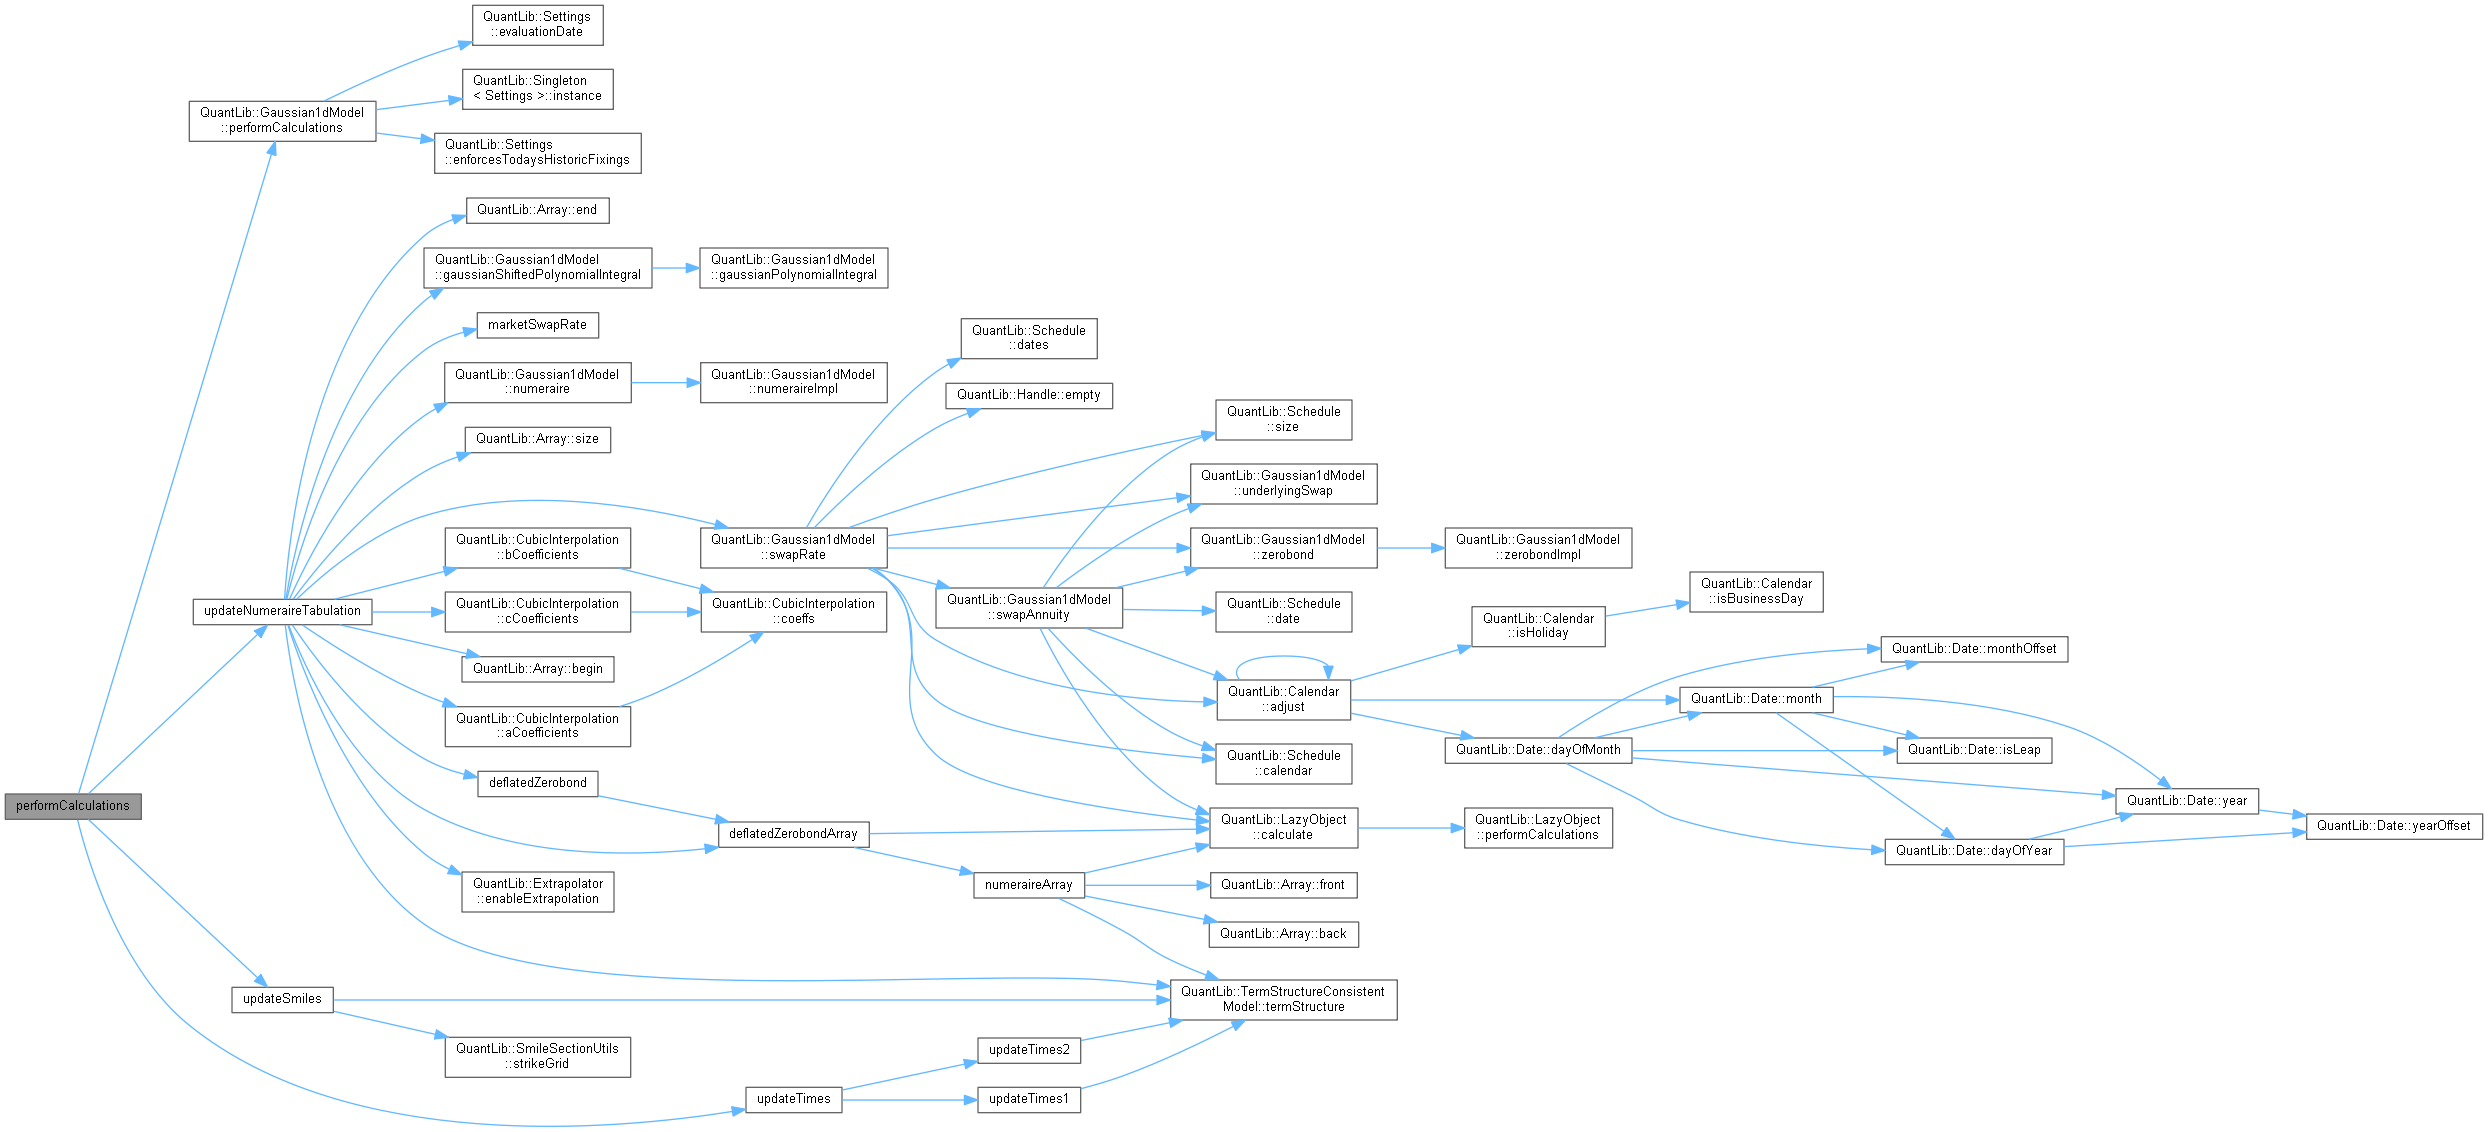 QuantLib::Settings
::evaluationDate
QuantLib::Singleton
< Settings >::instance
QuantLib::Gaussian1dModel
::performCalculations
QuantLib::Settings
::enforcesTodaysHistoricFixings
QuantLib::Array::end
QuantLib::Gaussian1dModel
::gaussianShiftedPolynomialIntegral
QuantLib::Gaussian1dModel
::gaussianPolynomialIntegral
marketSwapRate
QuantLib::Schedule
::dates
QuantLib::Gaussian1dModel
::numeraire
QuantLib::Gaussian1dModel
::numeraireImpl
QuantLib::Handle::empty
QuantLib::Schedule
::size
QuantLib::Array::size
QuantLib::Gaussian1dModel
::underlyingSwap
QuantLib::CubicInterpolation
::bCoefficients
QuantLib::Gaussian1dModel
::swapRate
QuantLib::Gaussian1dModel
::zerobond
QuantLib::Gaussian1dModel
::zerobondImpl
updateNumeraireTabulation
QuantLib::CubicInterpolation
::cCoefficients
QuantLib::CubicInterpolation
::coeffs
QuantLib::Gaussian1dModel
::swapAnnuity
QuantLib::Schedule
::date
QuantLib::Calendar
::isHoliday
QuantLib::Calendar
::isBusinessDay
QuantLib::Array::begin
QuantLib::Date::monthOffset
QuantLib::CubicInterpolation
::aCoefficients
QuantLib::Calendar
::adjust
QuantLib::Date::month
QuantLib::Date::dayOfMonth
QuantLib::Date::isLeap
QuantLib::Schedule
::calendar
deflatedZerobond
performCalculations
QuantLib::Date::year
deflatedZerobondArray
QuantLib::LazyObject
::calculate
QuantLib::LazyObject
::performCalculations
QuantLib::Date::yearOffset
QuantLib::Date::dayOfYear
QuantLib::Extrapolator
::enableExtrapolation
numeraireArray
QuantLib::Array::front
QuantLib::Array::back
updateSmiles
QuantLib::TermStructureConsistent
Model::termStructure
QuantLib::SmileSectionUtils
::strikeGrid
updateTimes2
updateTimes
updateTimes1